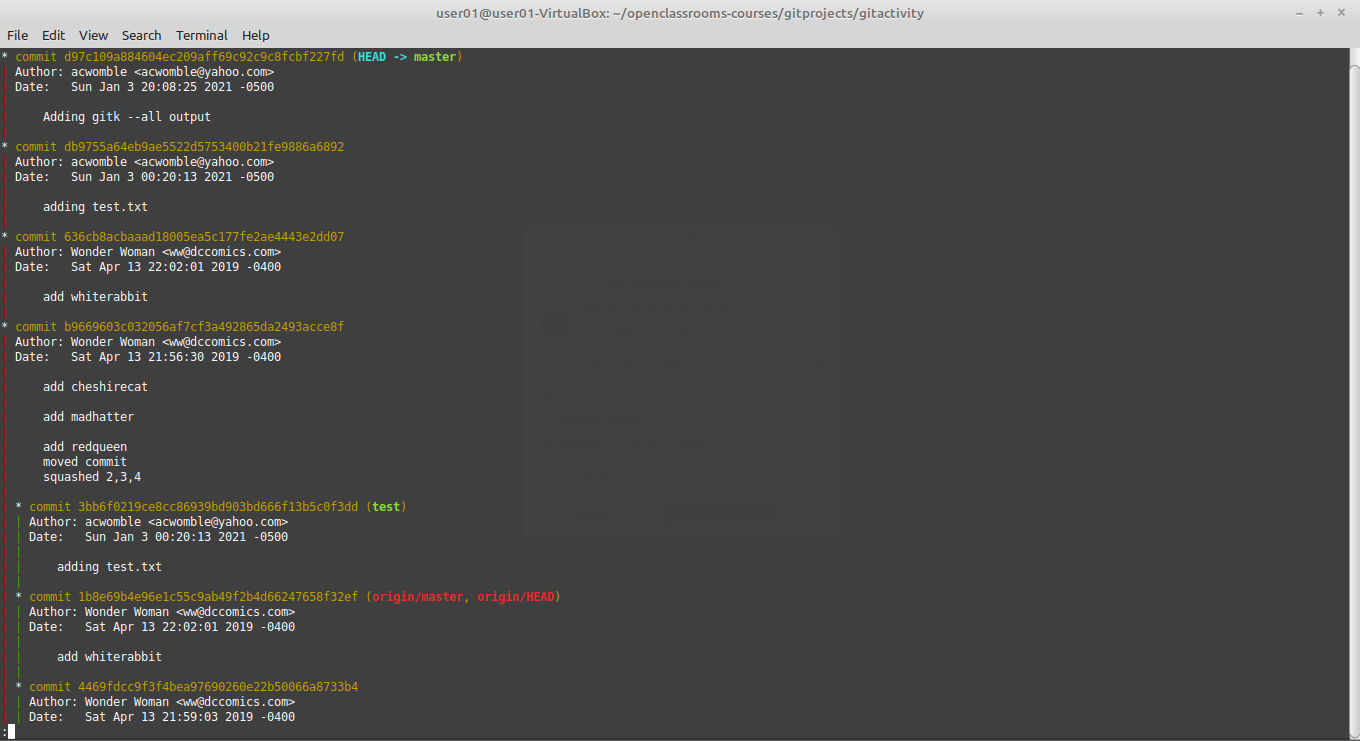 user01@user01-VirtualBox: ~/openclassrooms-courses/gitprojects/gitactivity
File Edit View Search Terminal Help
* commit d97c109a884604ec209aff69c92c9c8fcbf227fd (HEAD -> master)
| Author: acwomble <acwomble@yahoo.com>
| Date:   Sun Jan 3 20:08:25 2021 -0500
|
|     Adding gitk --all output
|
* commit db9755a64eb9ae5522d5753400b21fe9886a6892
| Author: acwomble <acwomble@yahoo.com>
| Date:   Sun Jan 3 00:20:13 2021 -0500
|
|     adding test.txt
|
* commit 636cb8acbaaad18005ea5c177fe2ae4443e2dd07
| Author: Wonder Woman <ww@dccomics.com>
| Date:   Sat Apr 13 22:02:01 2019 -0400
|
|     add whiterabbit
|
* commit b9669603c032056af7cf3a492865da2493acce8f
| Author: Wonder Woman <ww@dccomics.com>
| Date:   Sat Apr 13 21:56:30 2019 -0400
|
|     add cheshirecat
|
|     add madhatter
|
|     add redqueen
|     moved commit
|     squashed 2,3,4
|
| * commit 3bb6f0219ce8cc86939bd903bd666f13b5c0f3dd (test)
| | Author: acwomble <acwomble@yahoo.com>
| | Date:   Sun Jan 3 00:20:13 2021 -0500
| |
| |     adding test.txt
| |
| * commit 1b8e69b4e96e1c55c9ab49f2b4d66247658f32ef (origin/master, origin/HEAD)
| | Author: Wonder Woman <ww@dccomics.com>
| | Date:   Sat Apr 13 22:02:01 2019 -0400
| |
| |     add whiterabbit
| |
| * commit 4469fdcc9f3f4bea97690260e22b50066a8733b4
| | Author: Wonder Woman <ww@dccomics.com>
| | Date:   Sat Apr 13 21:59:03 2019 -0400
: